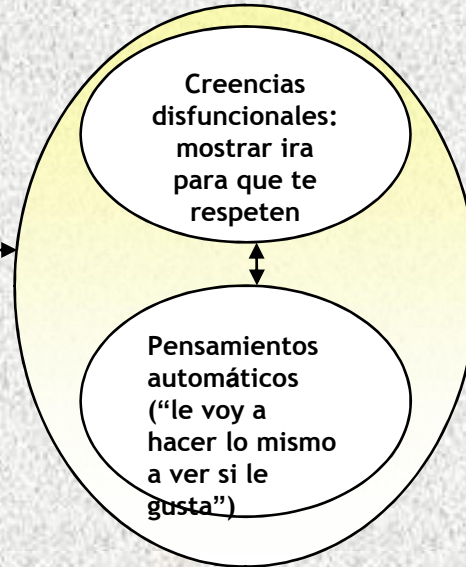 Creencias
disfuncionales:
mostrar ira
para que te
respeten
Pensamientos
automáticos
(“le voy a
hacer lo mismo
a ver si le
gusta”)